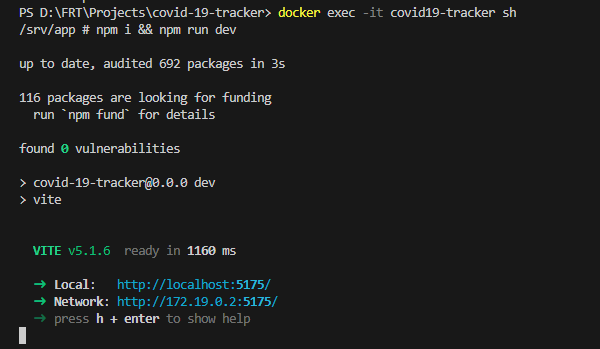 PS D:\FRT\Projects\covid-19-tracker> docker exec -it covid19-tracker sh
/srv/app # npm i && npm run dev
up to date, audited 692 packages in 3s
116 packages are looking for funding
run `npm fund` for details
found 0 vulnerabilities
> covid-19-tracker@0.0.0 dev
> vite
VITE v5.1.6 ready in 1160 ms
➜ Local: http://localhost:5175/
➜ Network: http://172.19.0.2:5175/
➜ press h + enter to show help